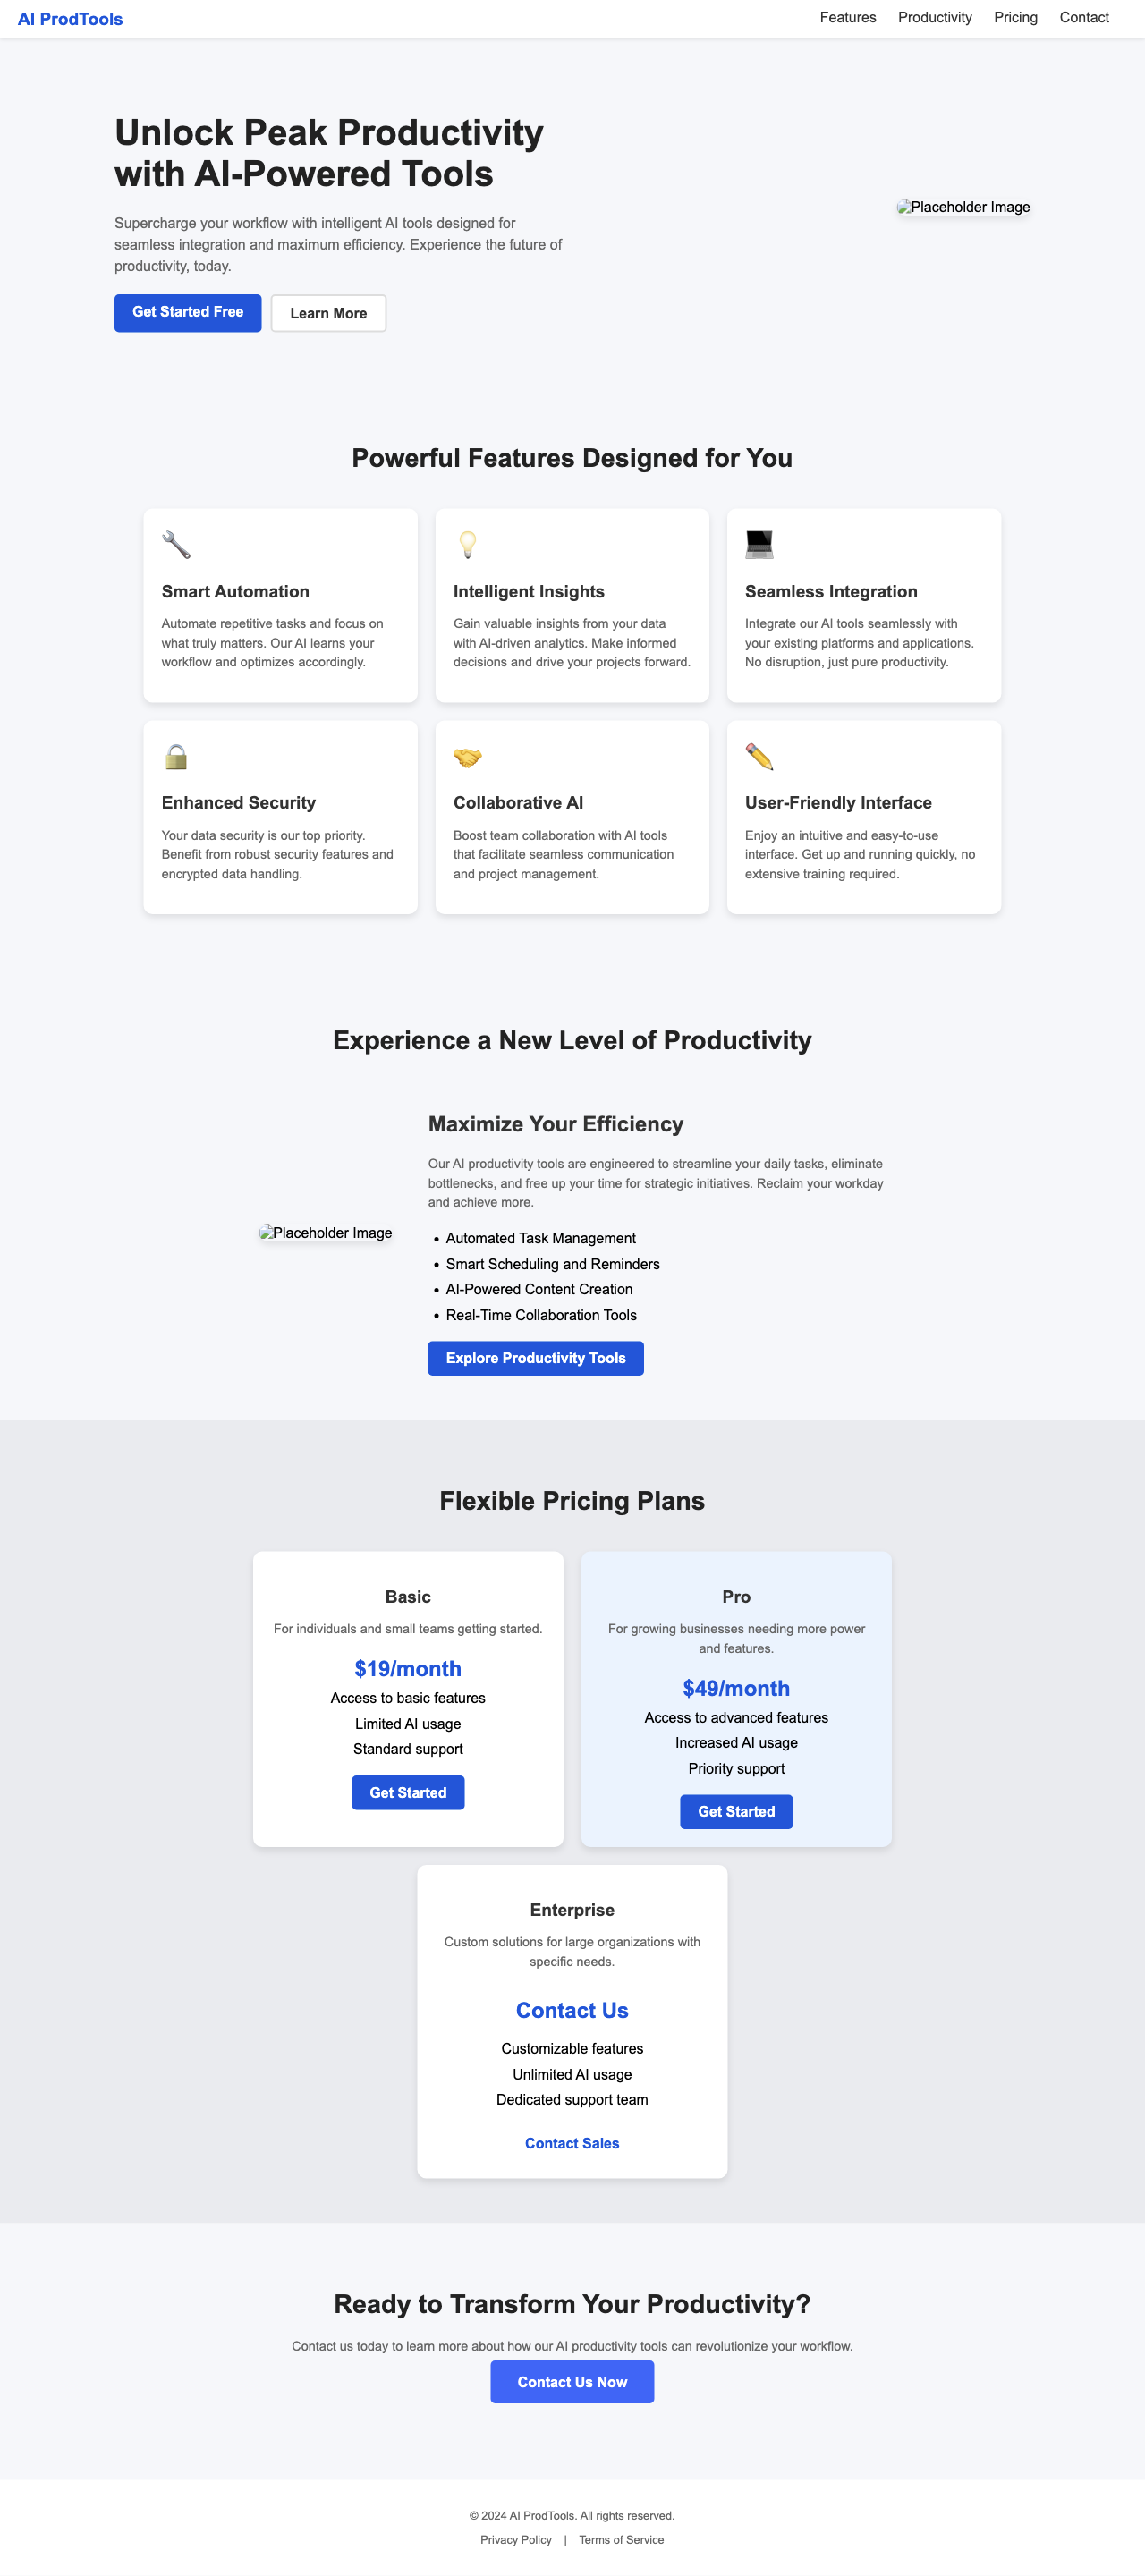 AI ProdTools
Features
Productivity
Pricing
Contact
Unlock Peak Productivity
with AI-Powered Tools
Supercharge your workflow with intelligent AI tools designed for
seamless integration and maximum efficiency. Experience the future of
productivity, today.
Get Started Free
Learn More
Placeholder Image
Powerful Features Designed for You
Smart Automation
Automate repetitive tasks and focus on
what truly matters. Our AI learns your
workflow and optimizes accordingly.
Intelligent Insights
Gain valuable insights from your data
with AI-driven analytics. Make informed
decisions and drive your projects forward.
Seamless Integration
Integrate our AI tools seamlessly with
your existing platforms and applications.
No disruption, just pure productivity.
Enhanced Security
Your data security is our top priority.
Benefit from robust security features and
encrypted data handling.
Collaborative AI
Boost team collaboration with AI tools
that facilitate seamless communication
and project management.
User-Friendly Interface
Enjoy an intuitive and easy-to-use
interface. Get up and running quickly, no
extensive training required.
Experience a New Level of Productivity
Placeholder Image
Maximize Your Efficiency
Our AI productivity tools are engineered to streamline your daily tasks, eliminate
bottlenecks, and free up your time for strategic initiatives. Reclaim your workday
and achieve more.
• Automated Task Management
• Smart Scheduling and Reminders
• AI-Powered Content Creation
• Real-Time Collaboration Tools
Explore Productivity Tools
Flexible Pricing Plans
Basic
For individuals and small teams getting started.
$19/month
Access to basic features
Limited AI usage
Standard support
Get Started
Pro
For growing businesses needing more power
and features.
$49/month
Access to advanced features
Increased AI usage
Priority support
Get Started
Enterprise
Custom solutions for large organizations with
specific needs.
Contact Us
Customizable features
Unlimited AI usage
Dedicated support team
Contact Sales
Ready to Transform Your Productivity?
Contact us today to learn more about how our AI productivity tools can revolutionize your workflow.
Contact Us Now
© 2024 AI ProdTools. All rights reserved.
Privacy Policy | Terms of Service